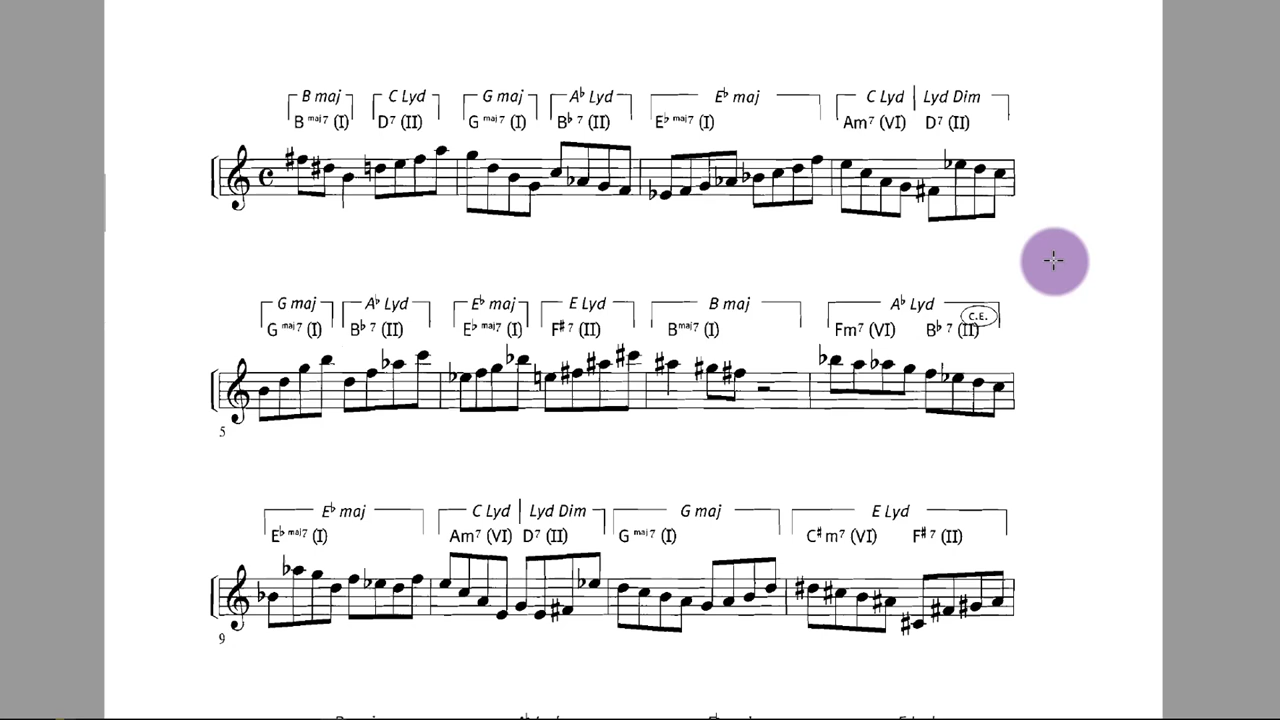 B maj C Lyd G maj A♭ Lyd E♭ maj C Lyd Lyd Dim
B maj7 (I) D7 (II) G maj7 (I) B♭ 7 (II) E♭ maj7 (I) Am7 (VI) D7 (II)
G maj A♭ Lyd E♭ maj E Lyd B maj A♭ Lyd
C.E.
G maj7 (I) B♭ 7 (II) E♭ maj7 (I) F# 7 (II) Bmaj7 (I) Fm7 (VI) B♭ 7 (II)
5
E♭ maj C Lyd Lyd Dim G maj E Lyd
E♭ maj7 (I) Am7 (VI) D7 (II) G maj7 (I) C# m7 (VI) F# 7 (II)
9